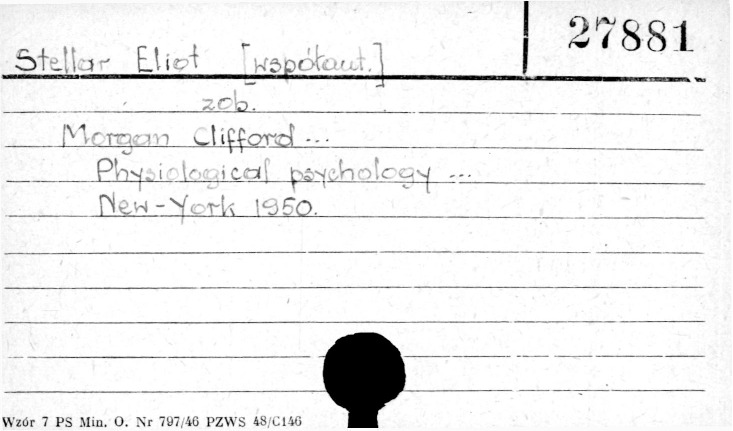 27881
Stellar Eliot [współaut.]
zob.
Morgan Clifford ...
Physiological psychology ...
New-York 1950.
Wzór 7 PS Min. O. Nr 797/46 PZWS 48/C146